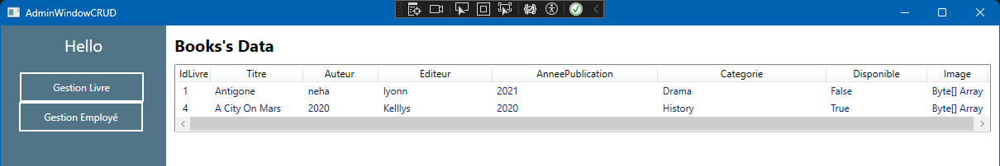 AdminWindowCRUD
Hello
Gestion Livre
Gestion Employé
Books's Data
IdLivre Titre Auteur Editeur AnneePublication Categorie Disponible Image
1 Antigone neha lyonn 2021 Drama False Byte[] Array
4 A City On Mars 2020 Kelllys 2020 History True Byte[] Array